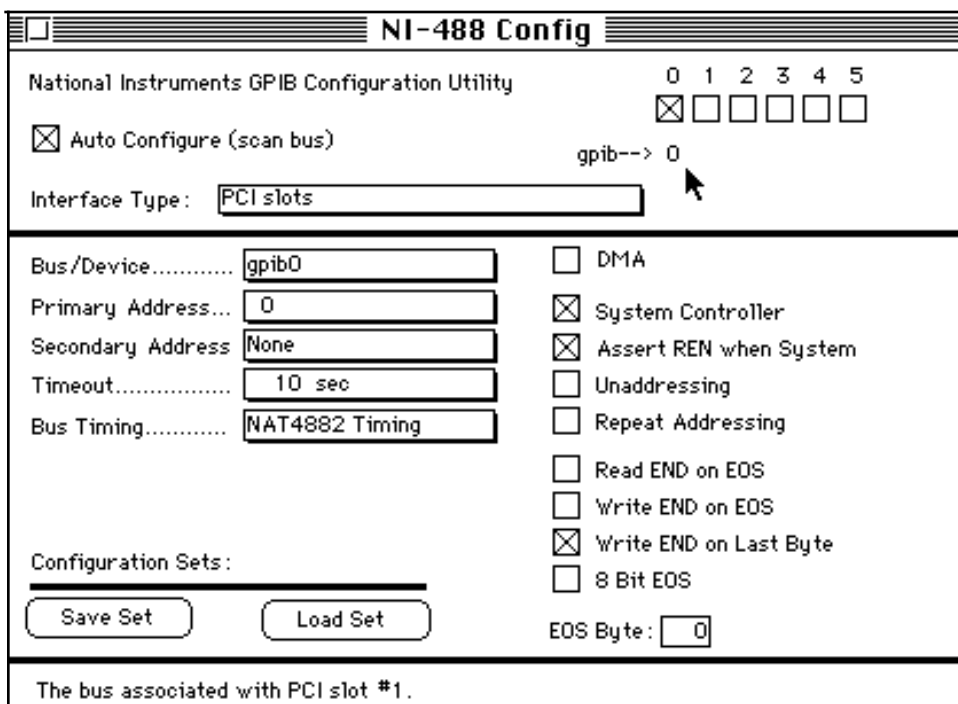 NI-488 Config
National Instruments GPIB Configuration Utility
0 1 2 3 4 5
Auto Configure (scan bus)
gpib--> 0
Interface Type: PCI slots
Bus/Device............ gpib0
Primary Address... 0
Secondary Address None
Timeout................. 10 sec
Bus Timing............ NAT4882 Timing
DMA
System Controller
Assert REN when System
Unaddressing
Repeat Addressing
Read END on EOS
Write END on EOS
Write END on Last Byte
8 Bit EOS
EOS Byte: 0
Configuration Sets:
Save Set Load Set
The bus associated with PCI slot #1.